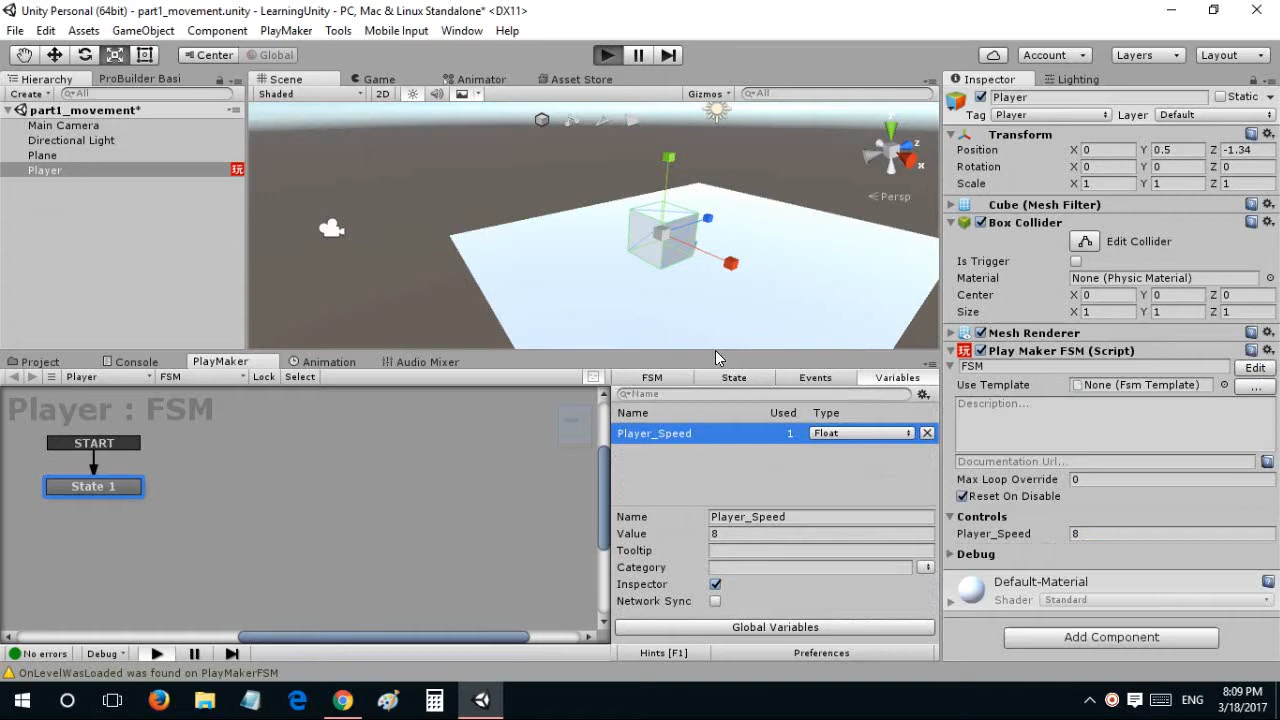 Unity Personal (64bit) - part1_movement.unity - LearningUnity - PC, Mac & Linux Standalone* <DX11>
File Edit Assets GameObject Component PlayMaker Tools Mobile Input Window Help
Center Global Account Layers Layout
Hierarchy ProBuilder Basi Scene Game Animator Asset Store Inspector Lighting
Create All Shaded 2D Gizmos All
part1_movement*
Main Camera
Directional Light
Plane
Player 玩
z
x
Persp
Player Static
Tag Player Layer Default
Transform
Position X 0 Y 0.5 Z -1.34
Rotation X 0 Y 0 Z 0
Scale X 1 Y 1 Z 1
Cube (Mesh Filter)
Box Collider
Edit Collider
Is Trigger
Material None (Physic Material)
Center X 0 Y 0 Z 0
Size X 1 Y 1 Z 1
Mesh Renderer
玩 Play Maker FSM (Script)
FSM Edit
Use Template None (Fsm Template) ...
Description...
Documentation Url...
Max Loop Override 0
Reset On Disable
Controls
Player_Speed 8
Debug
Default-Material
Shader Standard
Add Component
Project Console PlayMaker Animation Audio Mixer
Player FSM Lock Select
Player : FSM
START
State 1
FSM State Events Variables
Name
Name Used Type
Player_Speed 1 Float
Name Player_Speed
Value 8
Tooltip
Category
Inspector
Network Sync
Global Variables
Hints [F1] Preferences
No errors Debug
OnLevelWasLoaded was found on PlayMakerFSM
ENG
8:09 PM
3/18/2017